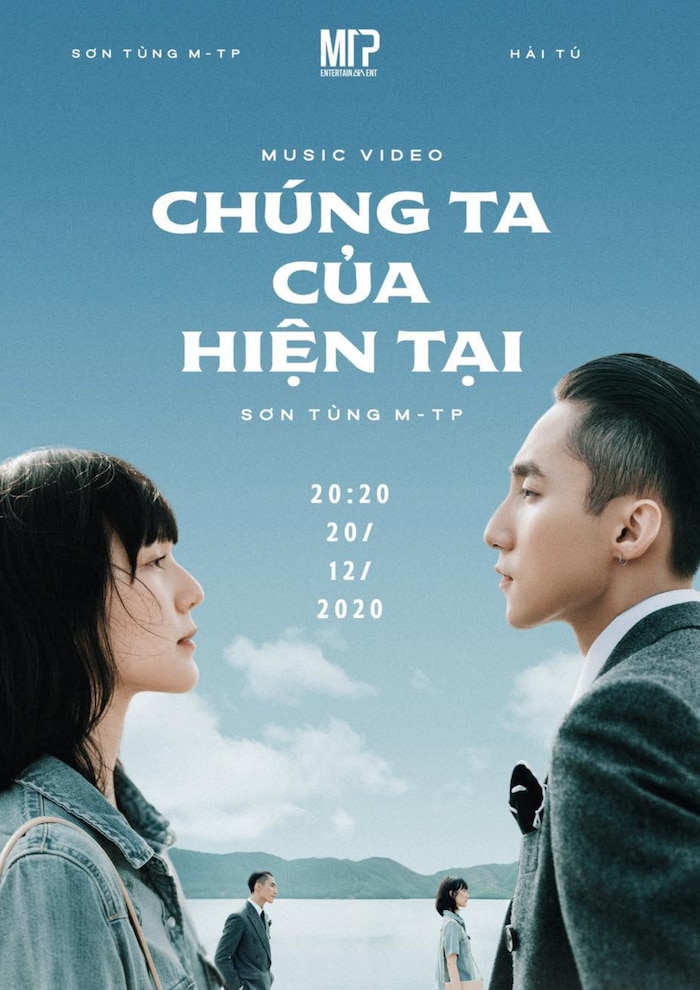 SƠN TÙNG M-TP
MTP
ENTERTAINMENT
HẢI TÚ
MUSIC VIDEO
CHÚNG TA
CỦA
HIỆN TẠI
SƠN TÙNG M-TP
20:20
20/
12/
2020